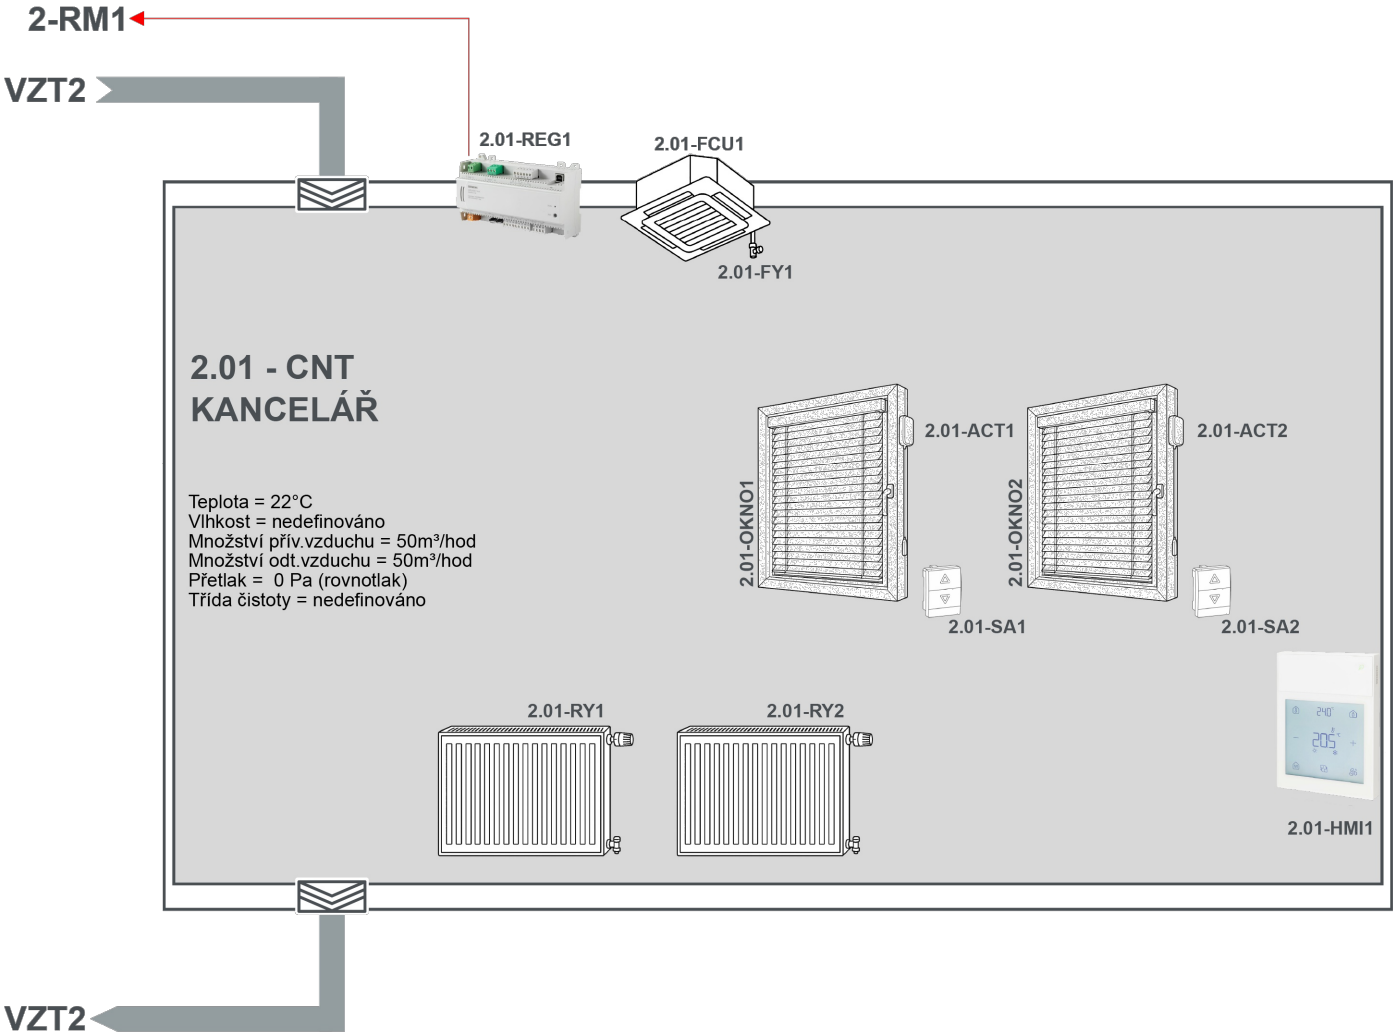 2-RM1
VZT2
2.01-REG1
2.01-FCU1
2.01-FY1
2.01 - CNT
KANCELÁŘ
Teplota = 22°C
Vlhkost = nedefinováno
Množství přív.vzduchu = 50m³/hod
Množství odt.vzduchu = 50m³/hod
Přetlak =  0 Pa (rovnotlak)
Třída čistoty = nedefinováno
2.01-OKNO1
2.01-ACT1
2.01-SA1
2.01-OKNO2
2.01-ACT2
2.01-SA2
2.01-RY1
2.01-RY2
240°
205
2.01-HMI1
VZT2